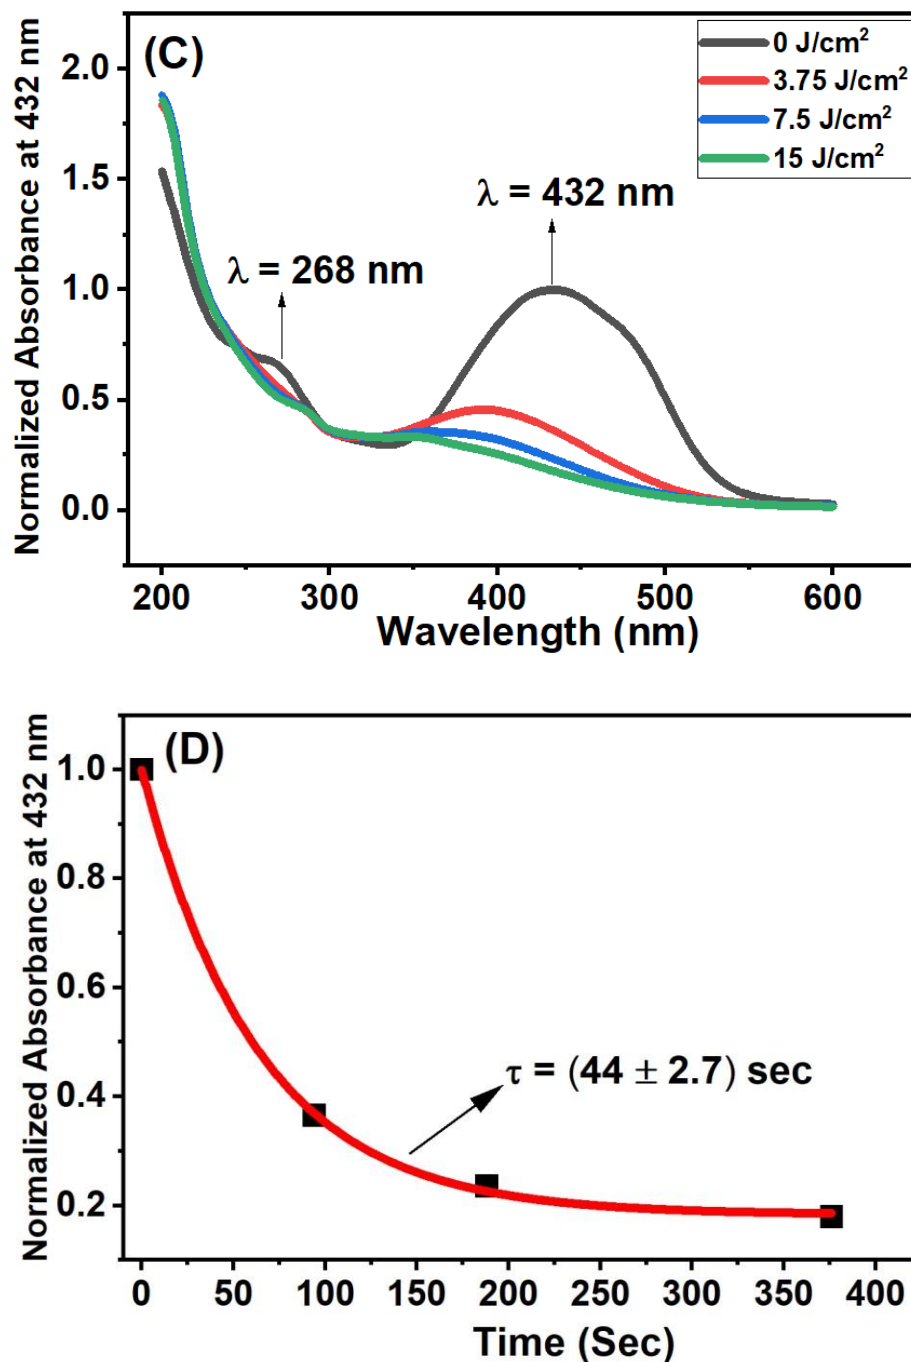 (C)
0 J/cm²
3.75 J/cm²
7.5 J/cm²
15 J/cm²
λ = 432 nm
λ = 268 nm
Normalized Absorbance at 432 nm
2.0
1.5
1.0
0.5
0.0
200 300 400 500 600
Wavelength (nm)
(D)
τ = (44 ± 2.7) sec
Normalized Absorbance at 432 nm
1.0
0.8
0.6
0.4
0.2
0 50 100 150 200 250 300 350 400
Time (Sec)